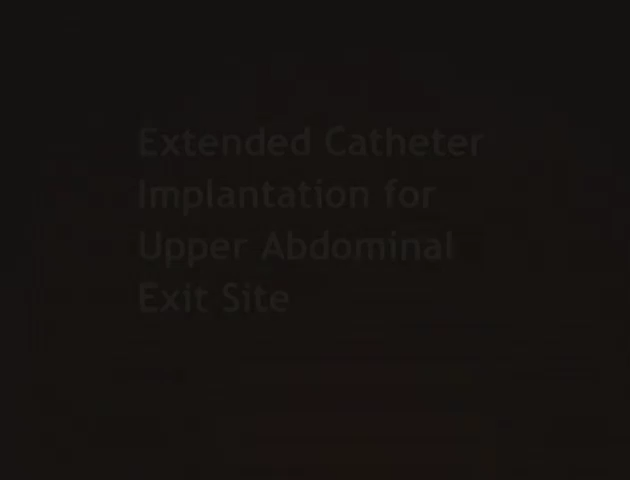 Extended Catheter
Implantation for
Upper Abdominal
Exit Site